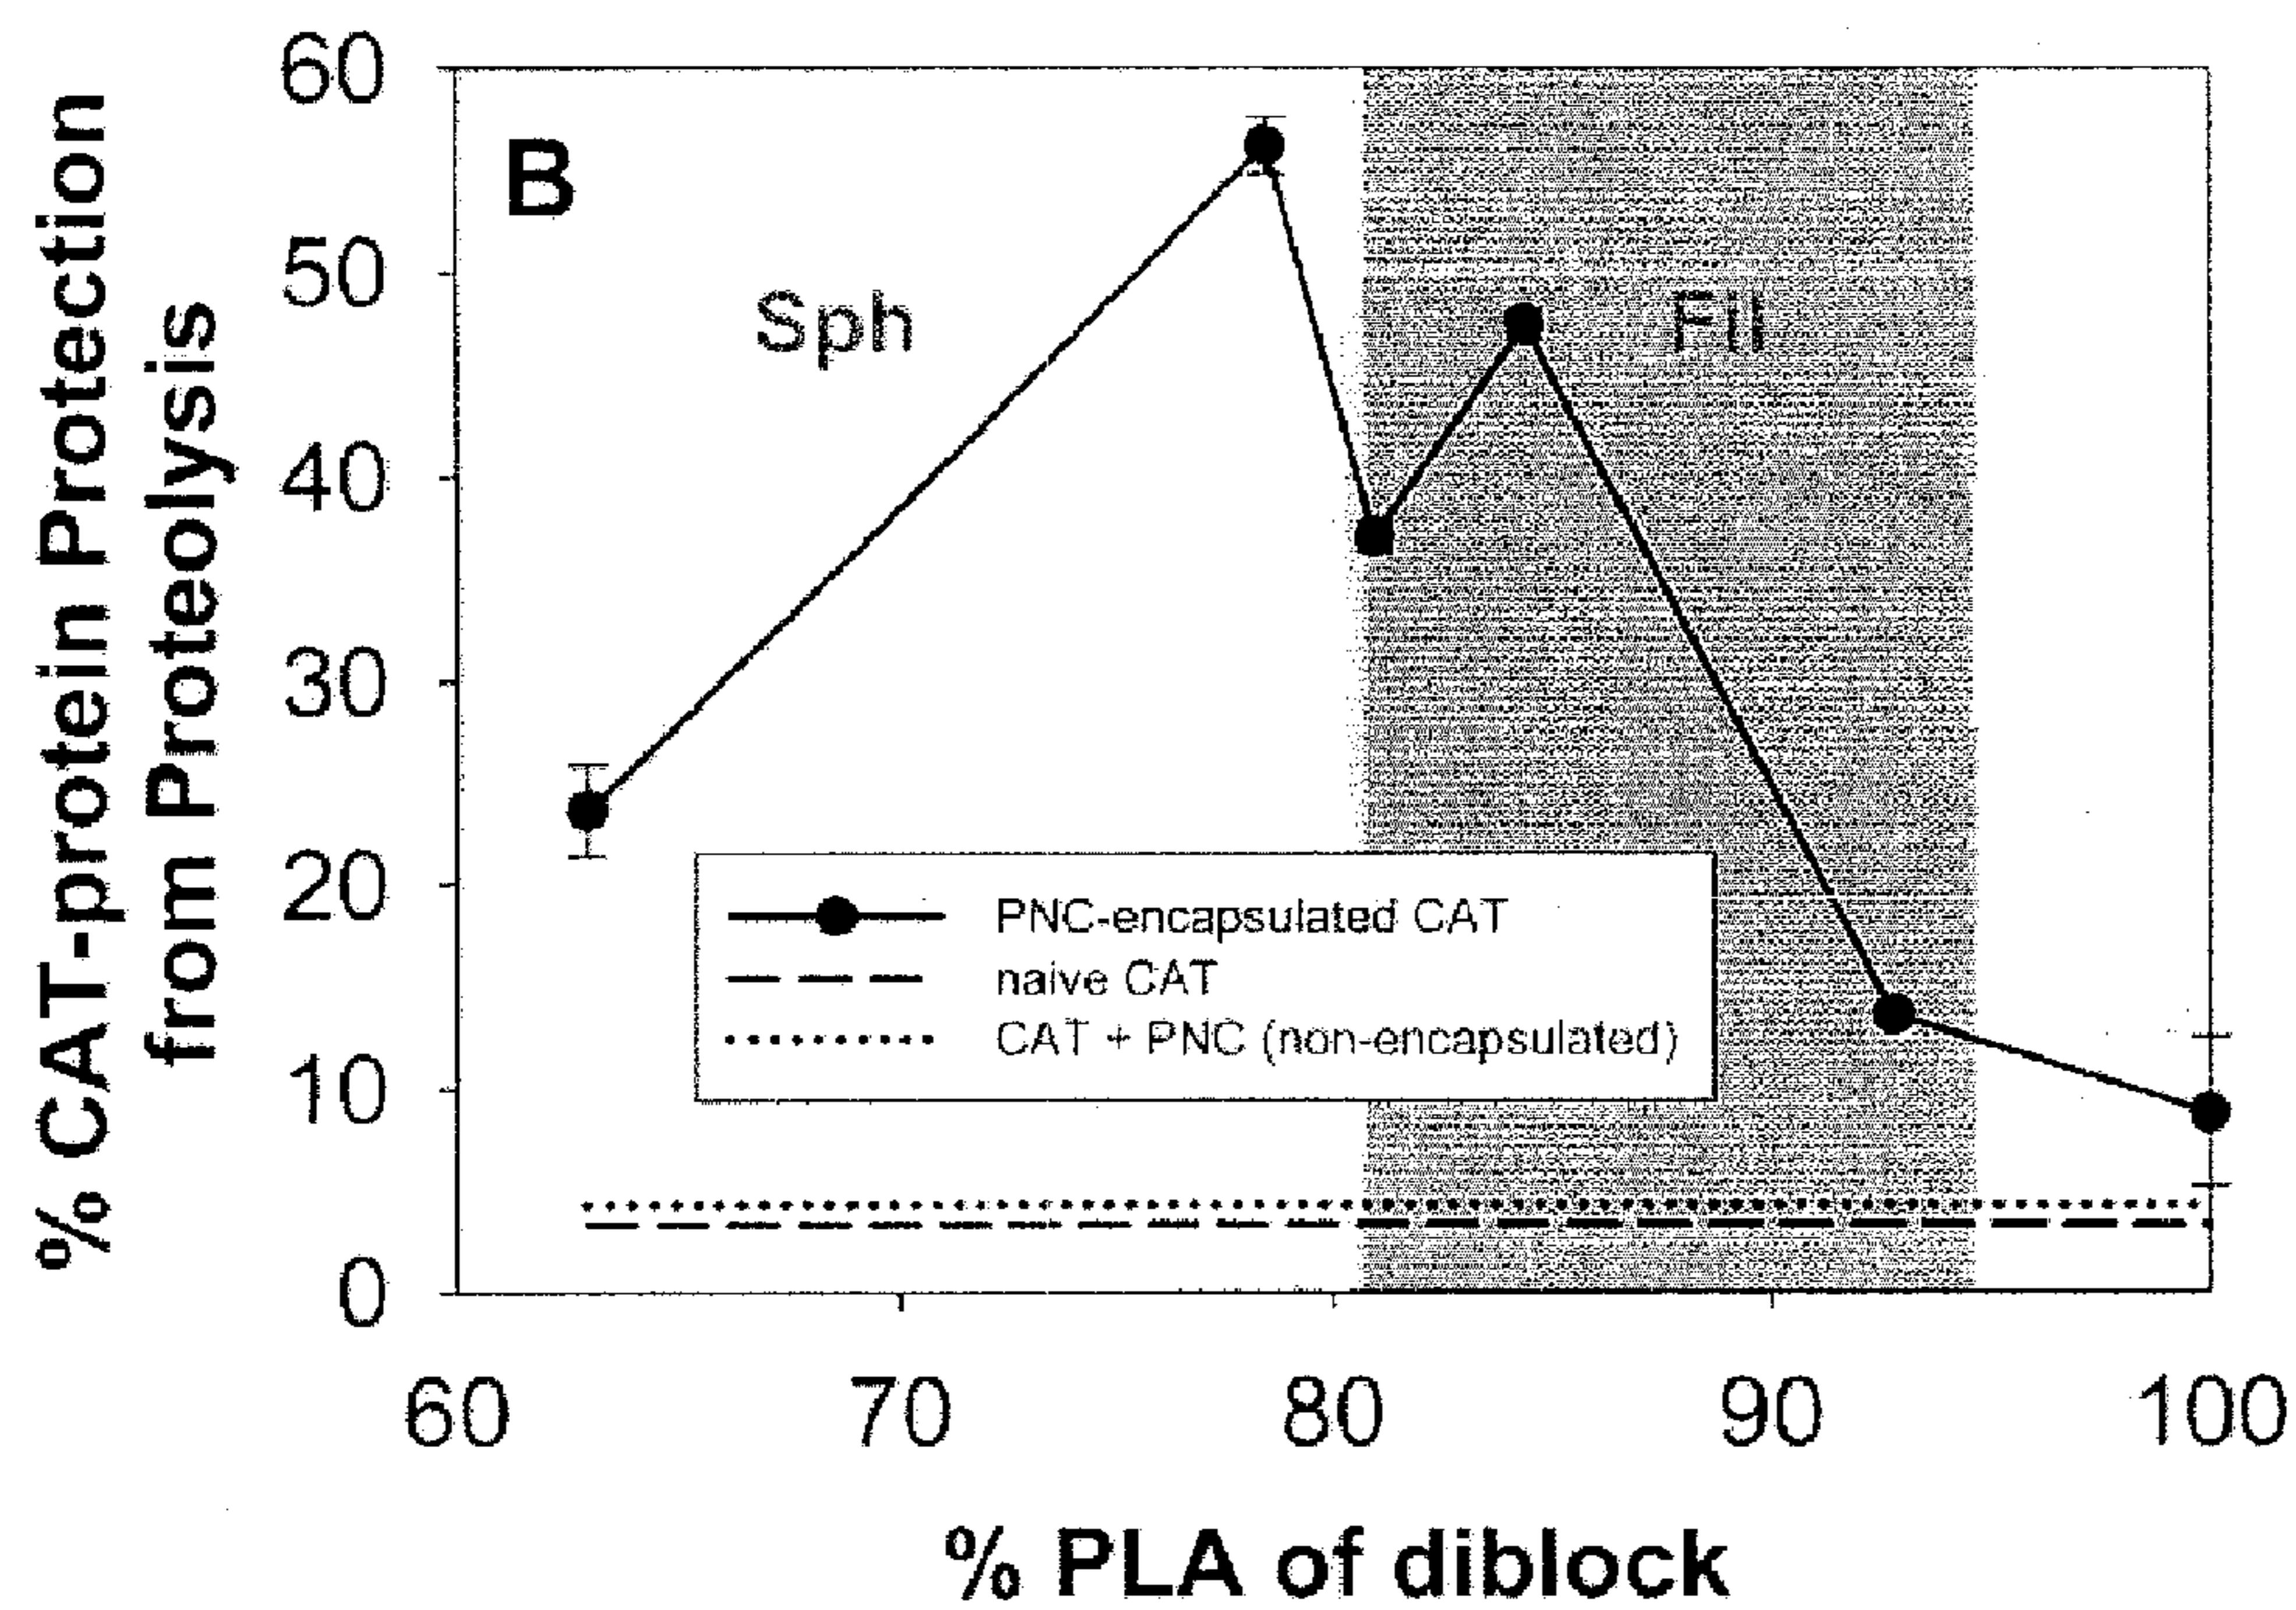 % CAT-protein Protection
from Proteolysis
60
50
40
30
20
10
0
B
Sph
Fil
PNC-encapsulated CAT
naive CAT
CAT + PNC (non-encapsulated)
60 70 80 90 100
% PLA of diblock